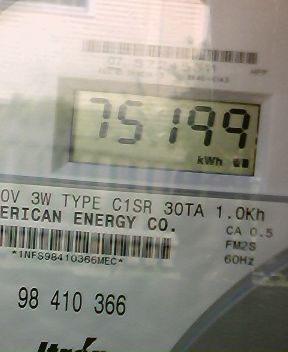 75199
kWh
0V 3W TYPE C1SR 30TA 1.0Kh
ERICAN ENERGY CO.
CA 0.5
FM2S
*1NFS98410366MEC*
60Hz
98 410 366
Itron